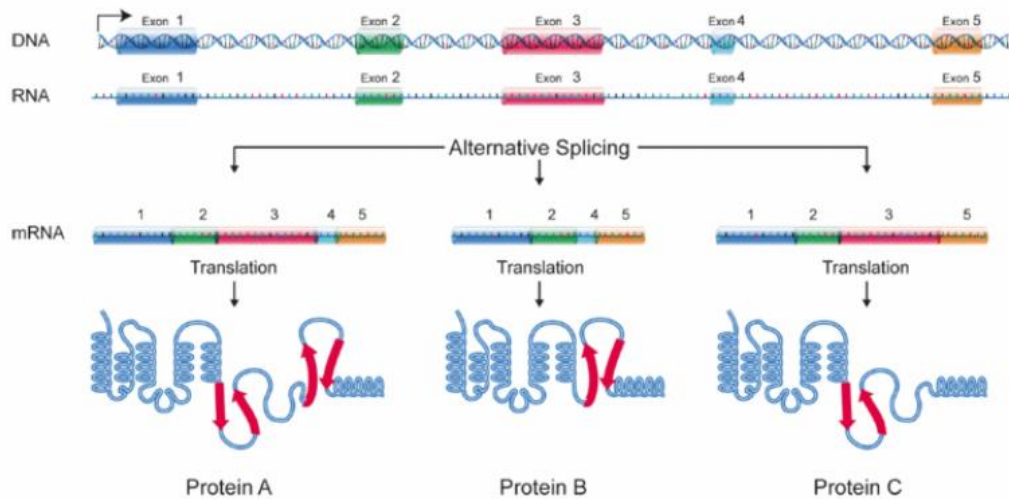 Exon 1 Exon 2 Exon 3 Exon 4 Exon 5
DNA
Exon 1 Exon 2 Exon 3 Exon 4 Exon 5
RNA
Alternative Splicing
1 2 3 4 5 1 2 4 5 1 2 3 5
mRNA
Translation Translation Translation
Protein A Protein B Protein C